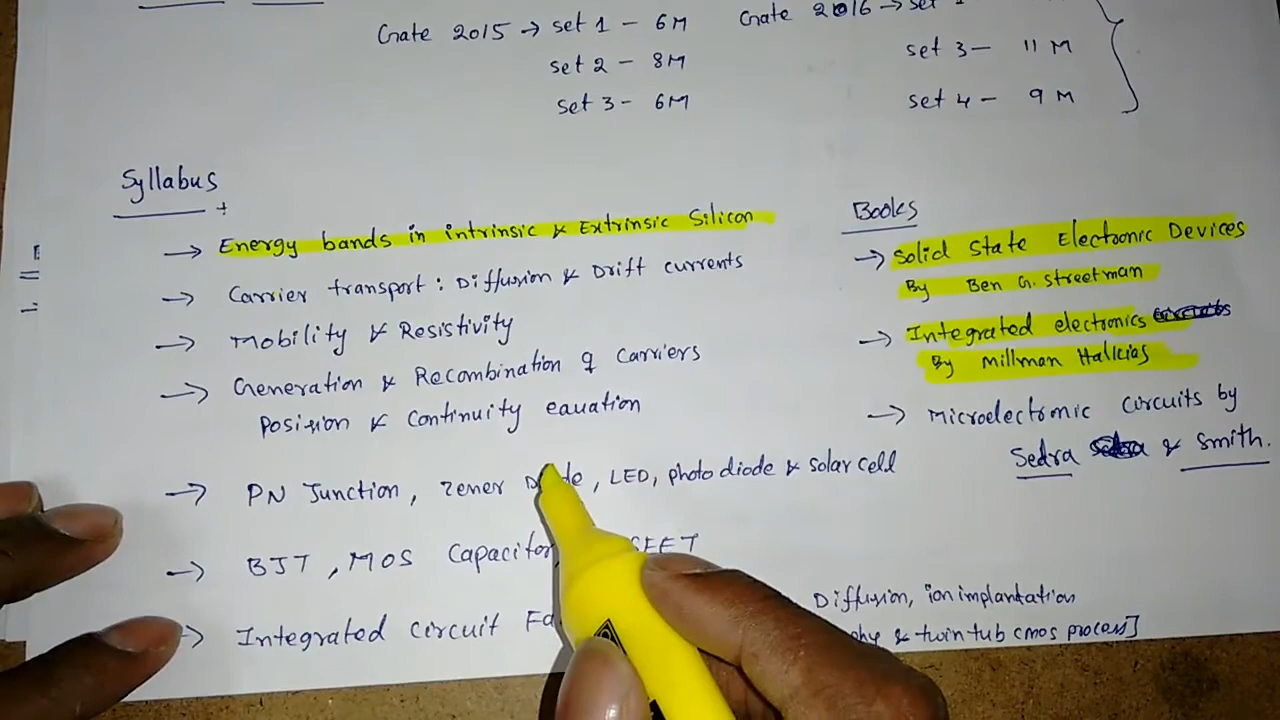 Gate 2015 → set 1 - 6M
set 2 - 8M
set 3 - 6M
Gate 2016 → set
set 3 - 11 M
set 4 - 9 M
Syllabus
→ Energy bands in intrinsic & Extrinsic Silicon
→ Carrier transport : Diffusion & Drift currents
→ Mobility & Resistivity
→ Generation & Recombination of Carriers
Position & Continuity eauation
→ PN Junction, Zener Diode, LED, photo diode & solar cell
→ BJT, MOS Capacitor
→ Integrated circuit
Diffusion, ion implantation
& twin tub CMOS process]
Books
→ Solid State Electronic Devices
By Ben G. Streetman
→ Integrated electronics
By Millman Halkias
→ Microelectronic Circuits by
Sedra & Smith.